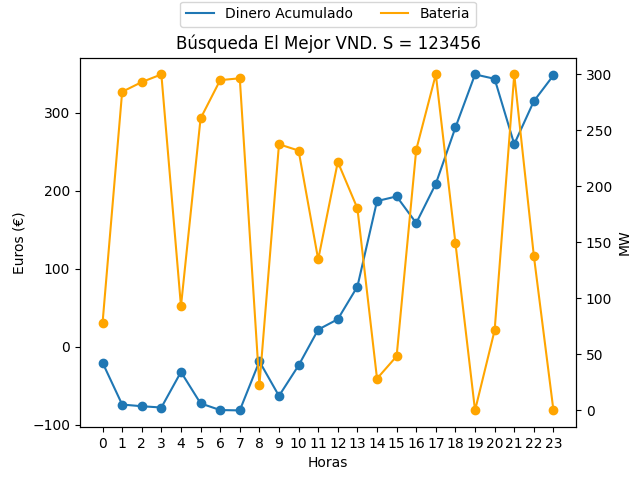 Dinero Acumulado Bateria
Búsqueda El Mejor VND. S = 123456
300
200
100
0
−100
Euros (€)
300
250
200
150
100
50
0
MW
0 1 2 3 4 5 6 7 8 9 10 11 12 13 14 15 16 17 18 19 20 21 22 23
Horas